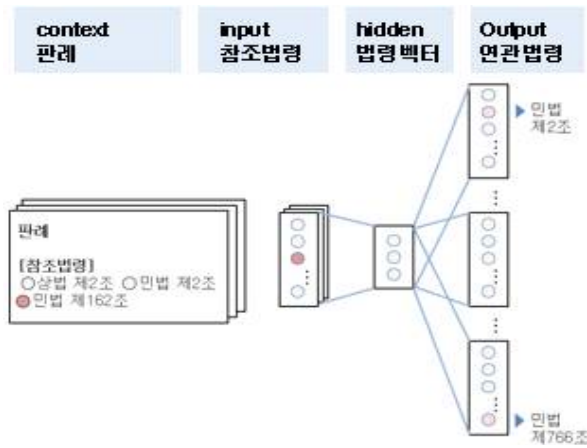 context
판례
input
참조법령
hidden
법령벡터
Output
연관법령
민법
제2조
판례
[참조법령]
○상법 제2조 ○민법 제2조
민법 제162조
민법
제766조